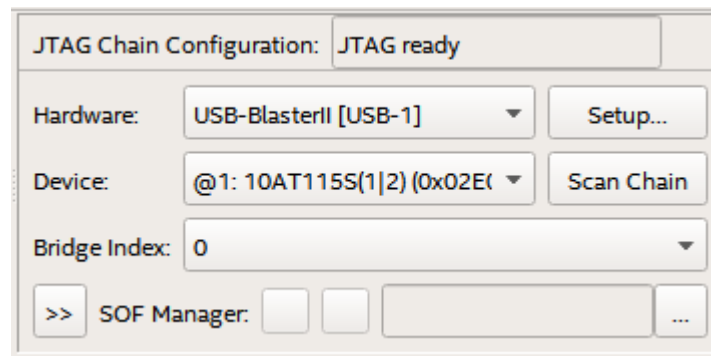 JTAG Chain Configuration: JTAG ready
Hardware: USB-BlasterII [USB-1] Setup...
Device: @1: 10AT115S(1|2) (0x02E( Scan Chain
Bridge Index: 0
>> SOF Manager: ...